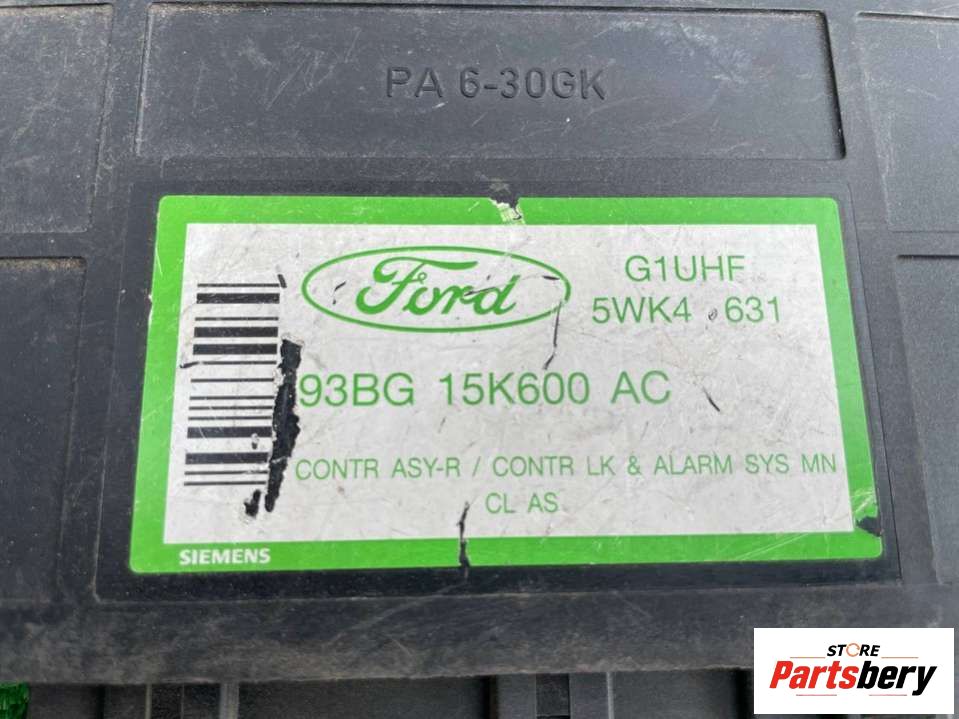 PA 6-30GK
Ford
G1UHF
5WK4 631
93BG 15K600 AC
CONTR ASY-R / CONTR LK & ALARM SYS MN
CL AS
SIEMENS
STORE
Partsbery